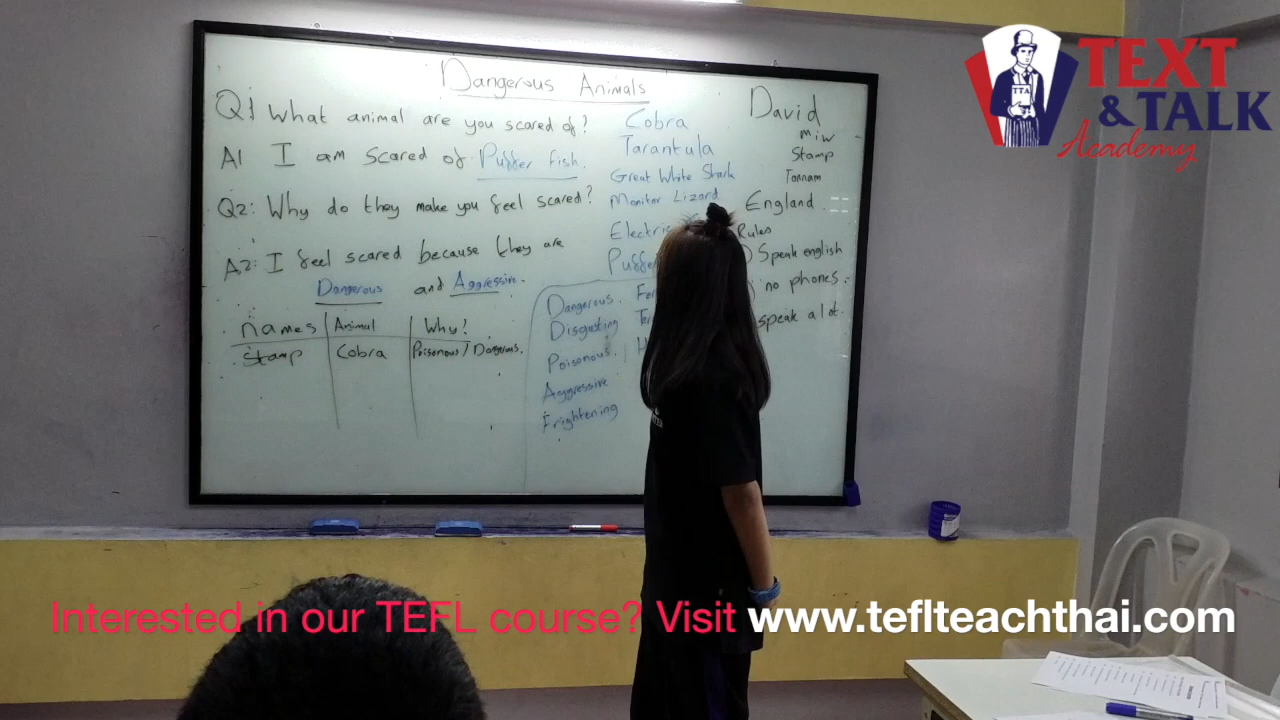 Dangerous Animals
Q1 What animal are you scared of?
A1 I am scared of Puffer fish.
Q2: Why do they make you feel scared?
A2: I feel scared because they are
Dangerous and Aggressive.
names Animal Why?
Stamp Cobra Poisonous / Dangerous.
Cobra
Tarantula
Great White Shark
Monitor Lizard
Puffer
Dangerous
Disgusting
Poisonous
Aggressive
Frightening
David
miw
Stamp
Tannam
England
Rules
Speak english
no phones
speak a lot.
TEXT
& TALK
Academy
TTA
Interested in our TEFL course? Visit www.teflteachthai.com